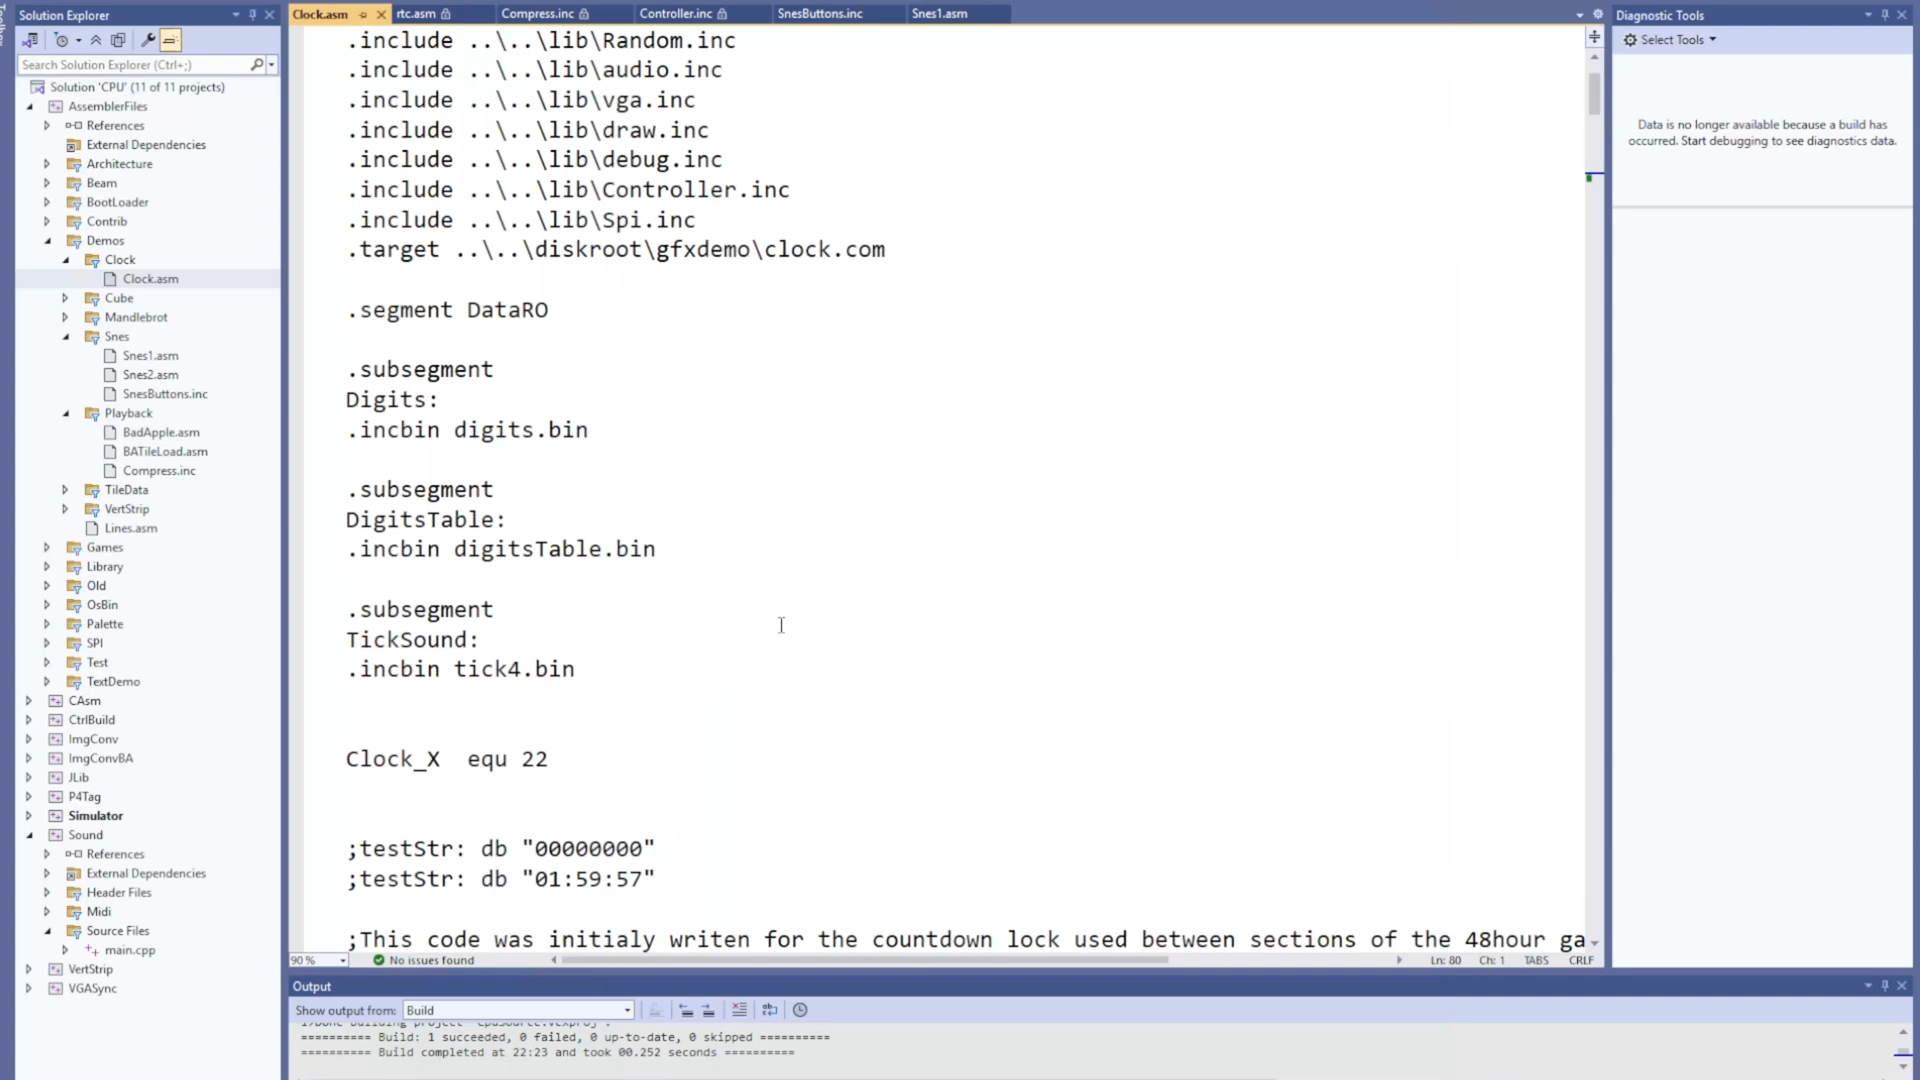 Solution Explorer
Clock.asm
rtc.asm
Compress.inc
Controller.inc
SnesButtons.inc
Snes1.asm
Diagnostic Tools
Search Solution Explorer (Ctrl+;)
Select Tools
Solution 'CPU' (11 of 11 projects)
AssemblerFiles
References
External Dependencies
Architecture
Beam
BootLoader
Contrib
Demos
Clock
Clock.asm
Cube
Mandlebrot
Snes
Snes1.asm
Snes2.asm
SnesButtons.inc
Playback
BadApple.asm
BATileLoad.asm
Compress.inc
TileData
VertStrip
Lines.asm
Games
Library
Old
OsBin
Palette
SPI
Test
TextDemo
CAsm
CtrlBuild
ImgConv
ImgConvBA
JLib
P4Tag
Simulator
Sound
References
External Dependencies
Header Files
Midi
Source Files
main.cpp
VertStrip
VGASync
.include ..\..\lib\Random.inc
.include ..\..\lib\audio.inc
.include ..\..\lib\vga.inc
.include ..\..\lib\draw.inc
.include ..\..\lib\debug.inc
.include ..\..\lib\Controller.inc
.include ..\..\lib\Spi.inc
.target ..\..\diskroot\gfxdemo\clock.com
.segment DataRO
.subsegment
Digits:
.incbin digits.bin
.subsegment
DigitsTable:
.incbin digitsTable.bin
.subsegment
TickSound:
.incbin tick4.bin
Clock_X equ 22
;testStr: db "00000000"
;testStr: db "01:59:57"
;This code was initialy writen for the countdown lock used between sections of the 48hour ga
90 %
No issues found
Ln: 80 Ch: 1 TABS CRLF
Data is no longer available because a build has
occurred. Start debugging to see diagnostics data.
Output
Show output from: Build
========== Build: 1 succeeded, 0 failed, 0 up-to-date, 0 skipped ==========
========== Build completed at 22:23 and took 00.252 seconds ==========